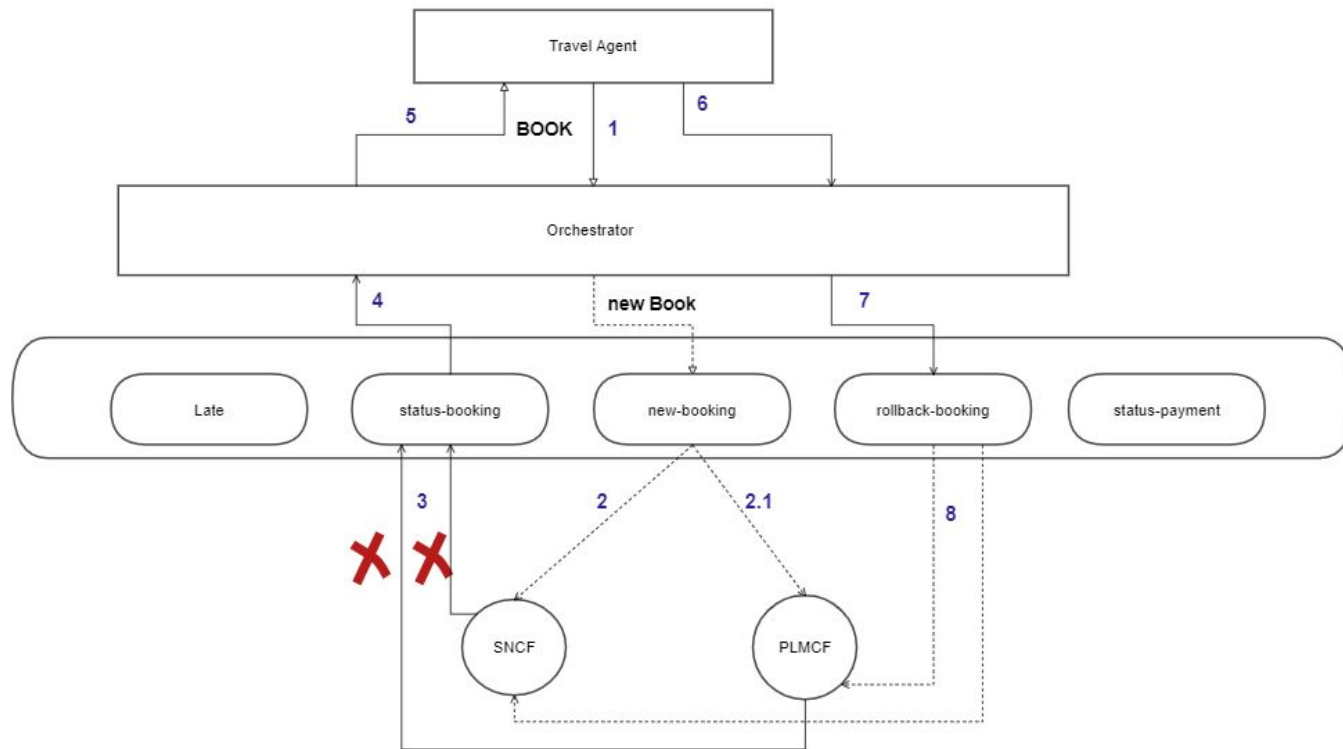 Travel Agent
5
BOOK
1
6
Orchestrator
4
new Book
7
Late
status-booking
new-booking
rollback-booking
status-payment
3
2
2.1
8
SNCF
PLMCF